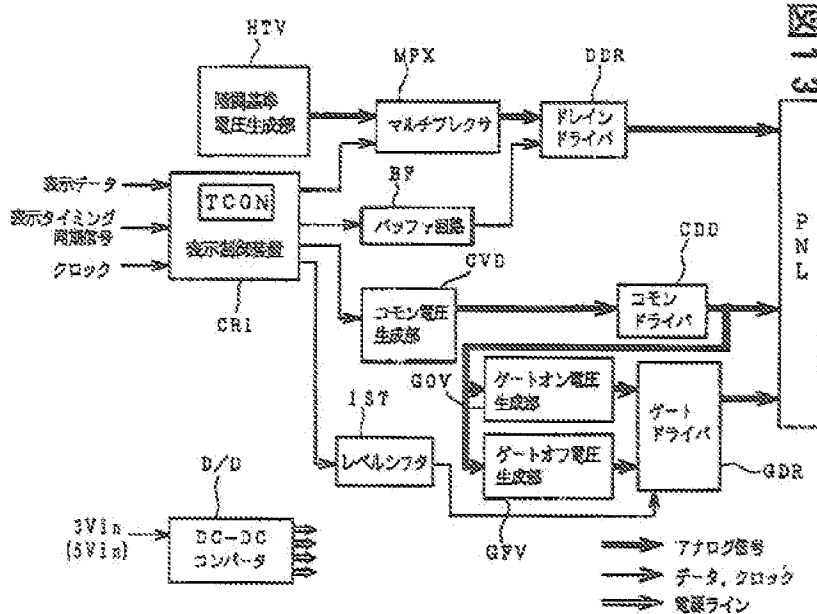 図13
HTV
階調基準
電圧生成部
MPX
マルチプレクサ
DDR
ドレイン
ドライバ
PNL
表示データ
表示タイミング
同期信号
クロック
TCON
表示制御装置
CRL
BF
バッファ回路
CVD
コモン電圧
生成部
CDD
コモン
ドライバ
GOV
ゲートオン電圧
生成部
ゲートオフ電圧
生成部
GFV
ゲート
ドライバ
GDR
LST
レベルシフタ
D/D
3Vin
(5Vin)
DC-DC
コンバータ
アナログ信号
データ,クロック
電源ライン